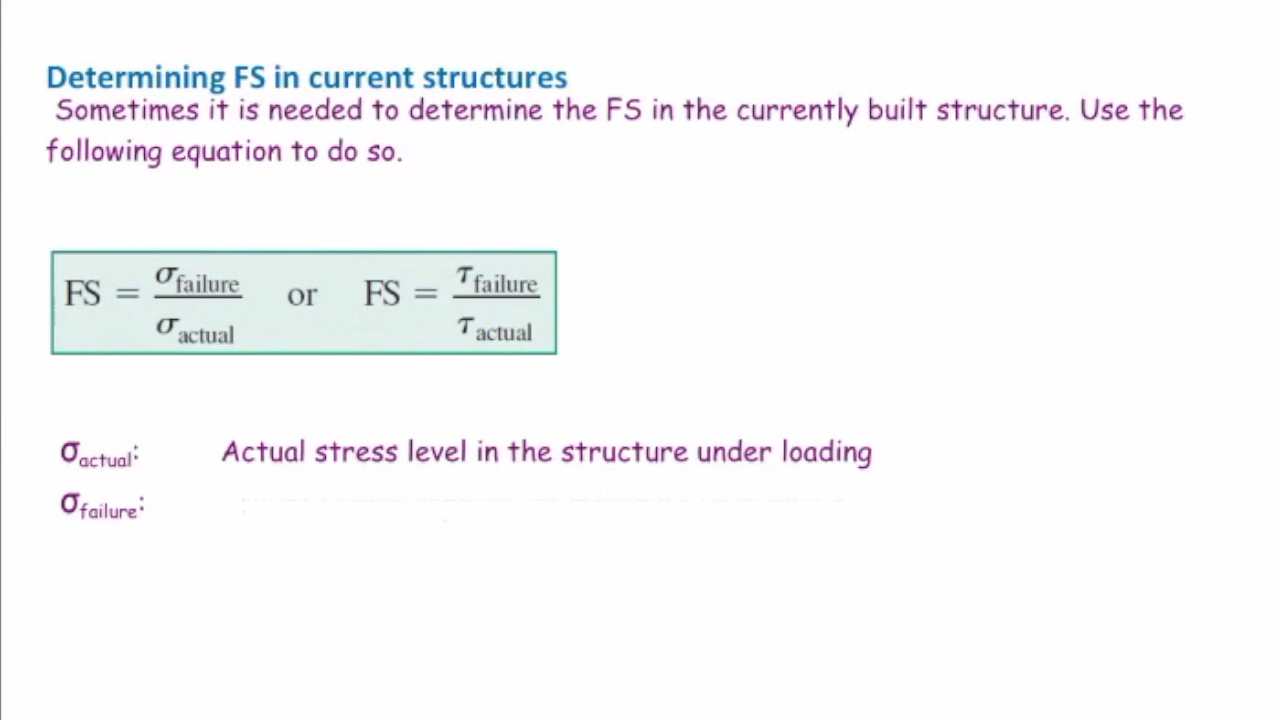 Determining FS in current structures
Sometimes it is needed to determine the FS in the currently built structure. Use the
following equation to do so.
FS = σfailure / σactual or FS = τfailure / τactual
σactual: Actual stress level in the structure under loading
σfailure: